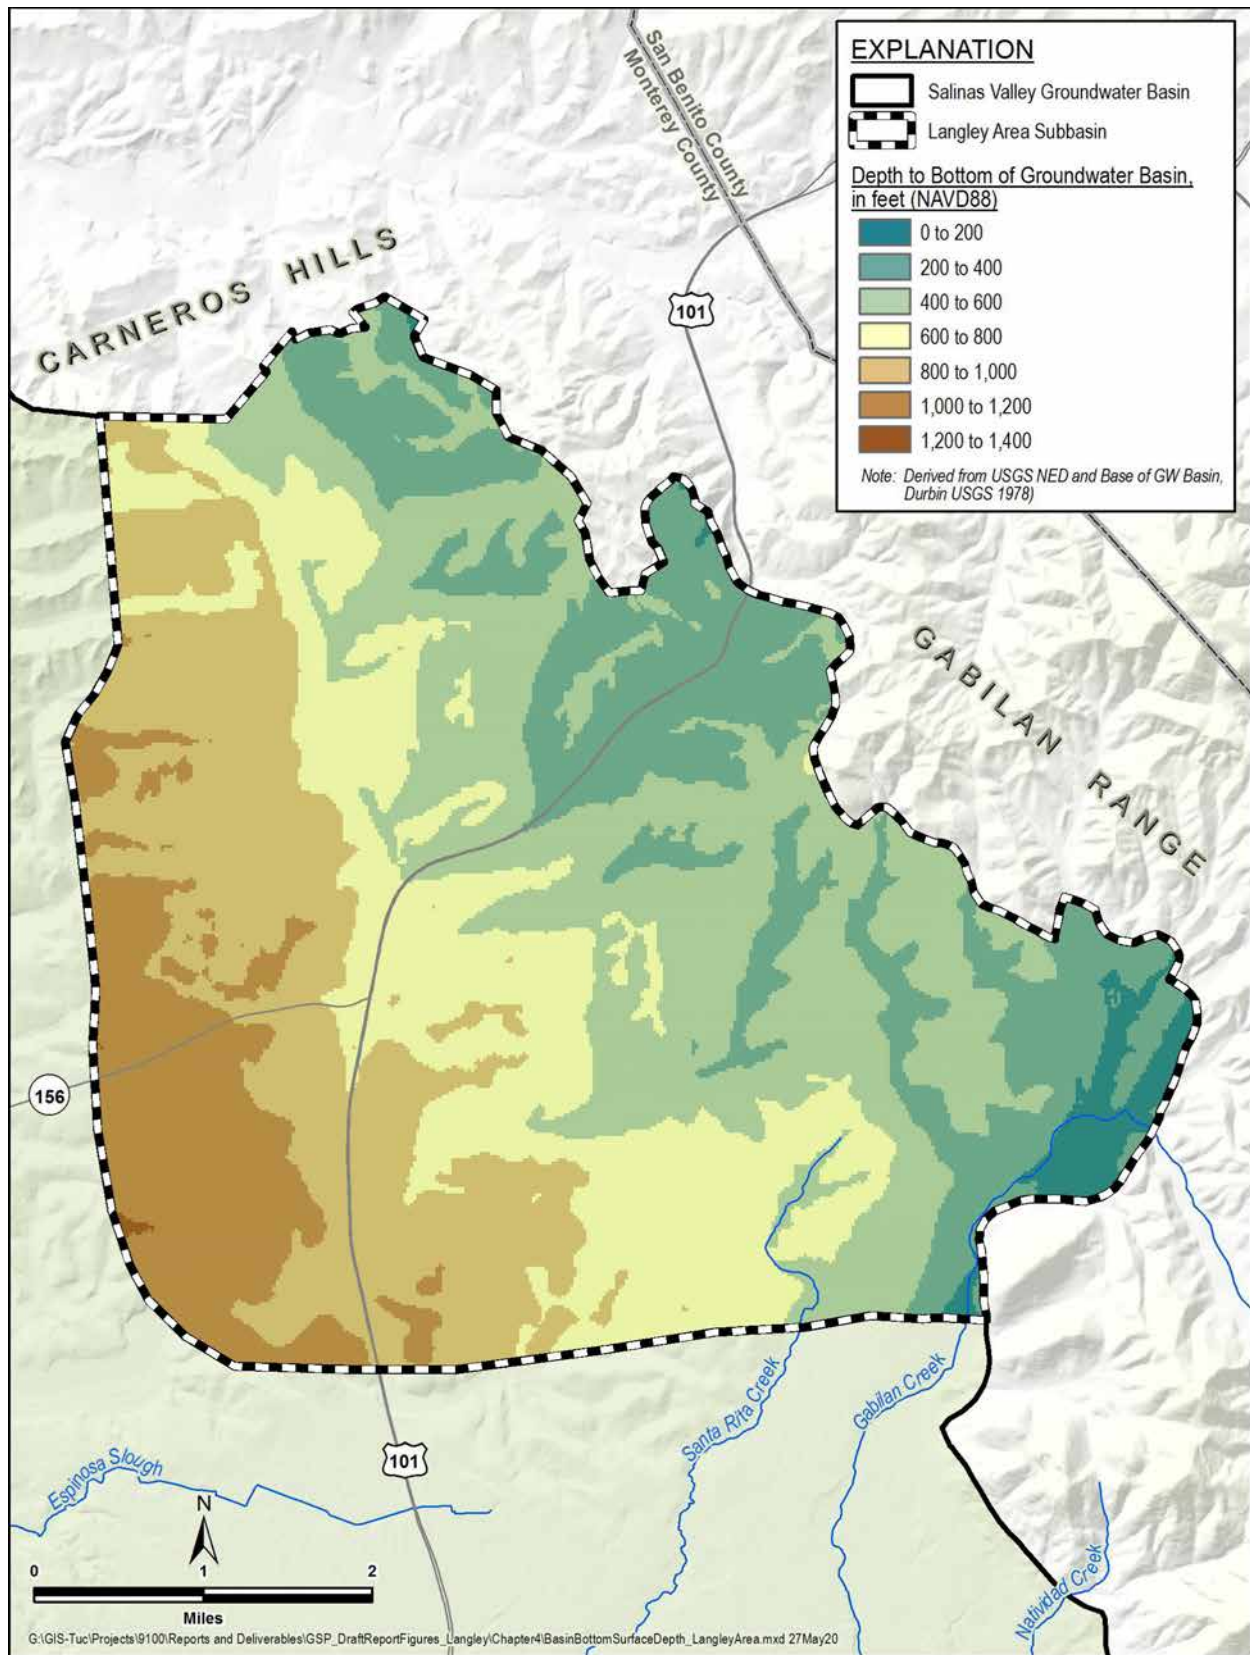 San Benito County
Monterey County
EXPLANATION
Salinas Valley Groundwater Basin
Langley Area Subbasin
Depth to Bottom of Groundwater Basin,
in feet (NAVD88)
0 to 200
200 to 400
400 to 600
600 to 800
800 to 1,000
1,000 to 1,200
1,200 to 1,400
Note: Derived from USGS NED and Base of GW Basin,
Durbin USGS 1978)
CARNEROS HILLS
101
GABILAN RANGE
156
Santa Rita Creek
Gabilan Creek
101
Espinosa Slough
Natividad Creek
N
0 1 2
Miles
G:\GIS-Tuc\Projects\9100\Reports and Deliverables\GSP_DraftReportFigures_Langley\Chapter4\BasinBottomSurfaceDepth_LangleyArea.mxd 27May20